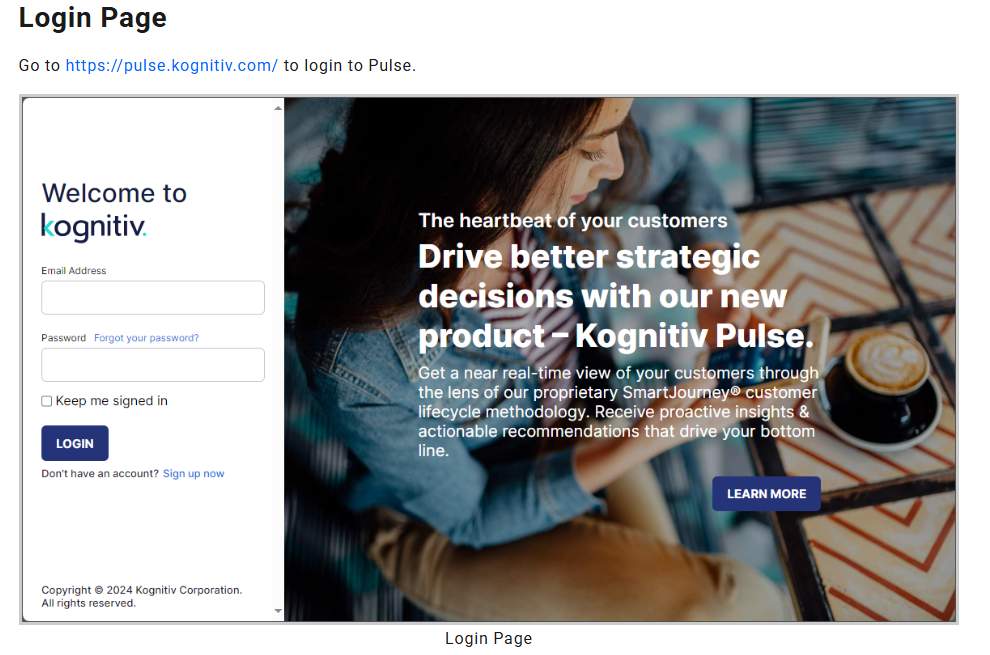 Login Page
Go to https://pulse.kognitiv.com/ to login to Pulse.
Welcome to
kognitiv.
Email Address
Password Forgot your password?
Keep me signed in
LOGIN
Don't have an account? Sign up now
Copyright © 2024 Kognitiv Corporation.
All rights reserved.
The heartbeat of your customers
Drive better strategic
decisions with our new
product – Kognitiv Pulse.
Get a near real-time view of your customers through
the lens of our proprietary SmartJourney® customer
lifecycle methodology. Receive proactive insights &
actionable recommendations that drive your bottom
line.
LEARN MORE
Login Page